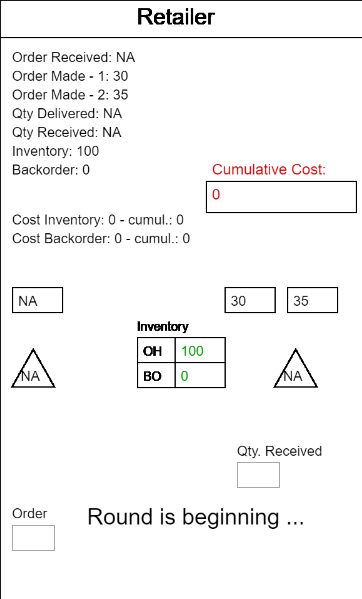 Retailer
Order Received: NA
Order Made - 1: 30
Order Made - 2: 35
Qty Delivered: NA
Qty Received: NA
Inventory: 100
Backorder: 0
Cumulative Cost:
0
Cost Inventory: 0 - cumul.: 0
Cost Backorder: 0 - cumul.: 0
NA 30 35
Inventory
OH 100
BO 0
NA NA
Qty. Received
Order
Round is beginning ...